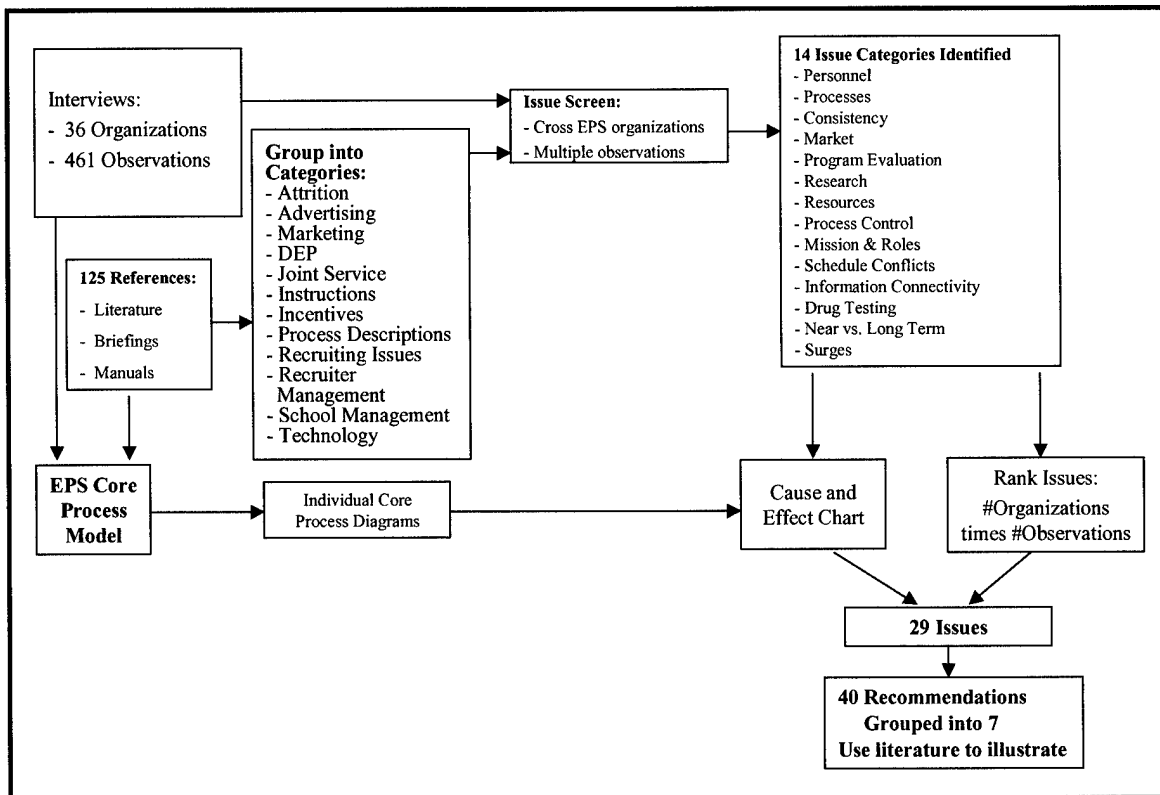 Interviews:
- 36 Organizations
- 461 Observations
125 References:
- Literature
- Briefings
- Manuals
Group into
Categories:
- Attrition
- Advertising
- Marketing
- DEP
- Joint Service
- Instructions
- Incentives
- Process Descriptions
- Recruiting Issues
- Recruiter
Management
- School Management
- Technology
Issue Screen:
- Cross EPS organizations
- Multiple observations
14 Issue Categories Identified
- Personnel
- Processes
- Consistency
- Market
- Program Evaluation
- Research
- Resources
- Process Control
- Mission & Roles
- Schedule Conflicts
- Information Connectivity
- Drug Testing
- Near vs. Long Term
- Surges
EPS Core
Process
Model
Individual Core
Process Diagrams
Cause and
Effect Chart
Rank Issues:
#Organizations
times #Observations
29 Issues
40 Recommendations
Grouped into 7
Use literature to illustrate